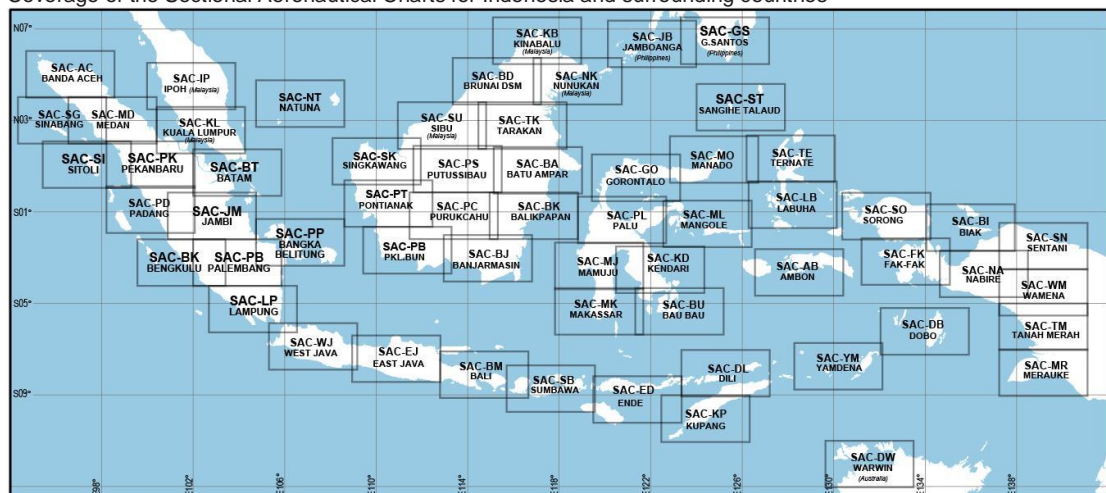 Coverage of the Sectional Aeronautical Charts for Indonesia and surrounding countries
N07°
SAC-KB
KINABALU
(Malaysia)
SAC-JB
JAMBOANGA
(Philippines)
SAC-GS
G.SANTOS
(Philippines)
SAC-AC
BANDA ACEH
SAC-IP
IPOH (Malaysia)
SAC-BD
BRUNAI DSM
SAC-NK
NUNUKAN
(Malaysia)
SAC-NT
NATUNA
SAC-ST
SANGIHE TALAUD
N03°
SAC-SG
SINABANG
SAC-MD
MEDAN
SAC-KL
KUALA LUMPUR
(Malaysia)
SAC-SU
SIBU
(Malaysia)
SAC-TK
TARAKAN
SAC-SI
SITOLI
SAC-PK
PEKANBARU
SAC-BT
BATAM
SAC-SK
SINGKAWANG
SAC-PS
PUTUSSIBAU
SAC-BA
BATU AMPAR
SAC-GO
GORONTALO
SAC-MO
MANADO
SAC-TE
TERNATE
S01°
SAC-PD
PADANG
SAC-JM
JAMBI
SAC-PT
PONTIANAK
SAC-PC
PURUKCAHU
SAC-BK
BALIKPAPAN
SAC-PL
PALU
SAC-ML
MANGOLE
SAC-LB
LABUHA
SAC-SO
SORONG
SAC-BI
BIAK
SAC-PP
BANGKA
BELITUNG
SAC-SN
SENTANI
SAC-BK
BENGKULU
SAC-PB
PALEMBANG
SAC-PB
PKL.BUN
SAC-BJ
BANJARMASIN
SAC-MJ
MAMUJU
SAC-KD
KENDARI
SAC-AB
AMBON
SAC-FK
FAK-FAK
SAC-NA
NABIRE
SAC-WM
WAMENA
S05°
SAC-LP
LAMPUNG
SAC-MK
MAKASSAR
SAC-BU
BAU BAU
SAC-DB
DOBO
SAC-TM
TANAH MERAH
SAC-WJ
WEST JAVA
SAC-EJ
EAST JAVA
SAC-BM
BALI
SAC-SB
SUMBAWA
SAC-ED
ENDE
SAC-DL
DILI
SAC-YM
YAMDENA
SAC-MR
MERAUKE
S09°
SAC-KP
KUPANG
SAC-DW
WARWIN
(Australia)
E98°
E102°
E106°
E110°
E114°
E118°
E122°
E126°
E130°
E134°
E138°